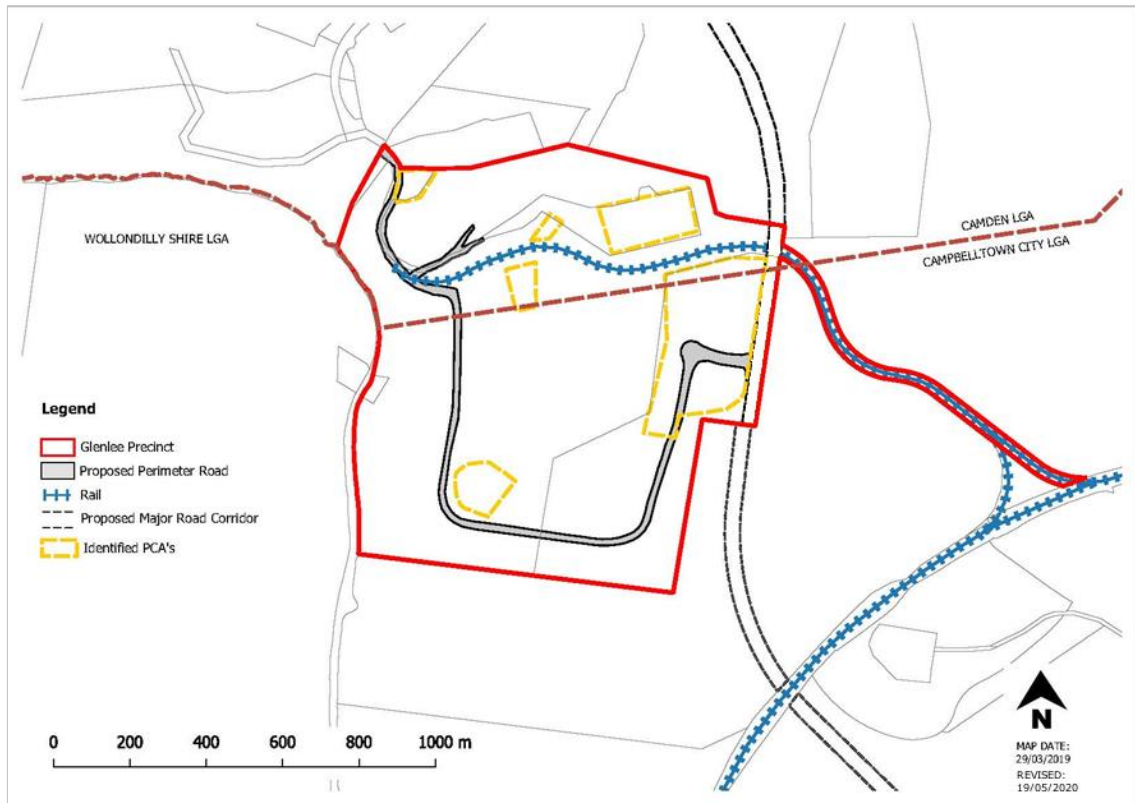 CAMDEN LGA
WOLLONDILLY SHIRE LGA
CAMPBELLTOWN CITY LGA
Legend
Glenlee Precinct
Proposed Perimeter Road
Rail
Proposed Major Road Corridor
Identified PCA's
0 200 400 600 800 1000 m
N
MAP DATE:
29/03/2019
REVISED:
19/05/2020